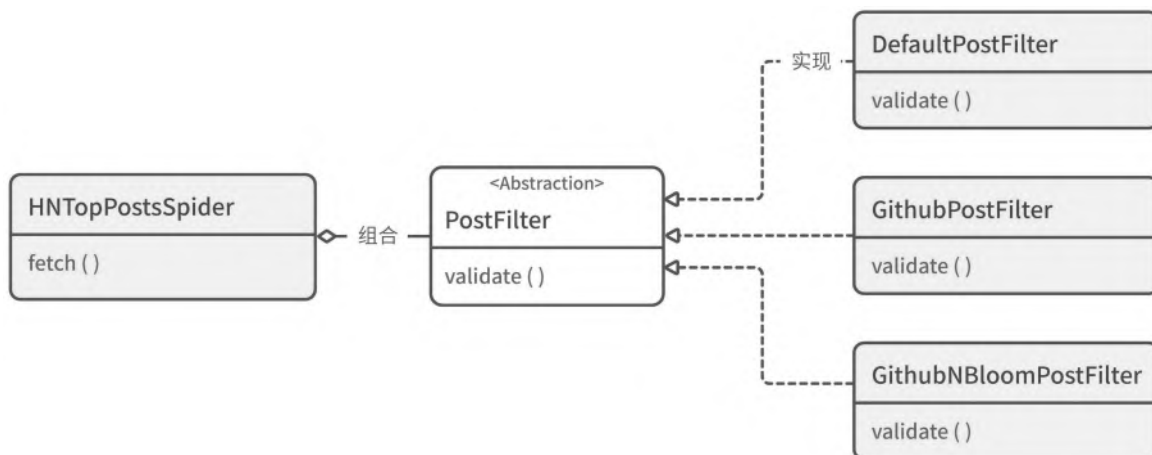 HNTopPostsSpider
fetch ( )
组合
<Abstraction>
PostFilter
validate ( )
实现
DefaultPostFilter
validate ( )
GithubPostFilter
validate ( )
GithubNBloomPostFilter
validate ( )